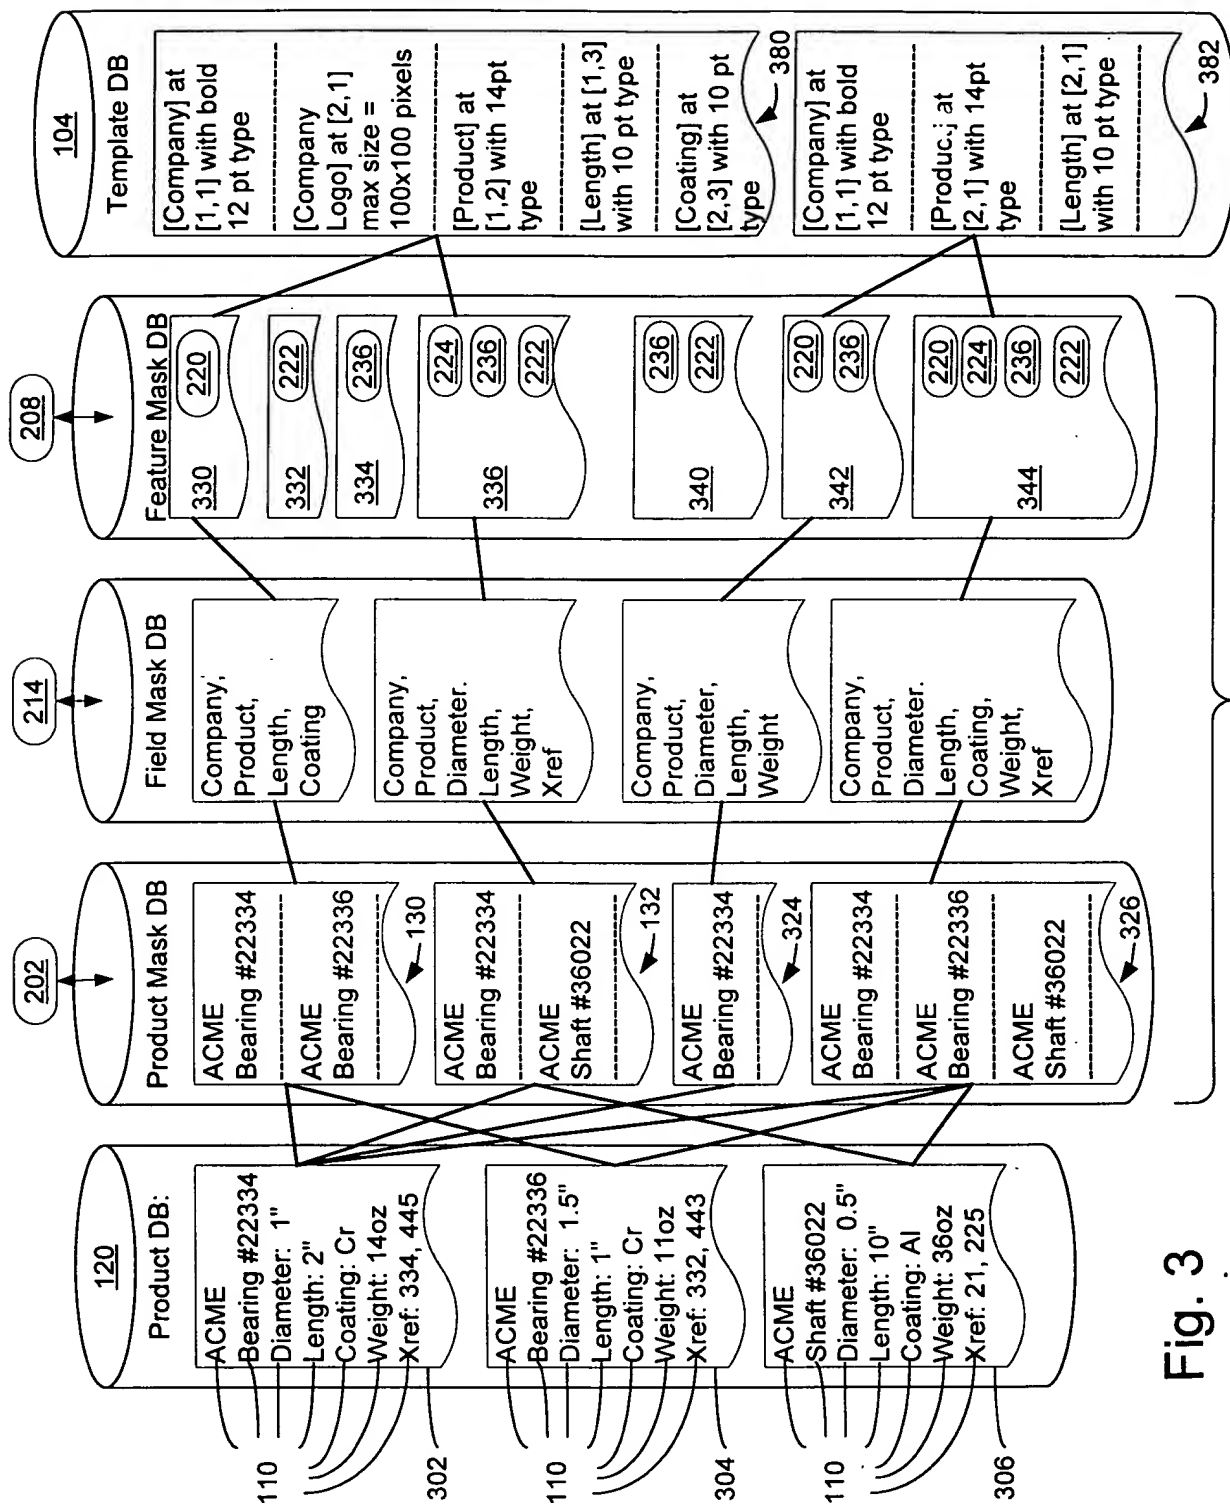 120
Product DB:
ACME
Bearing #22334
Diameter: 1"
Length: 2"
Coating: Cr
Weight: 14oz
Xref: 334, 445
110
302
ACME
Bearing #22336
Diameter: 1.5"
Length: 1"
Coating: Cr
Weight: 11oz
Xref: 332, 443
110
304
ACME
Shaft #36022
Diameter: 0.5"
Length: 10"
Coating: Al
Weight: 36oz
Xref: 21, 225
110
306
202
Product Mask DB
ACME
Bearing #22334
ACME
Bearing #22336
130
ACME
Bearing #22334
ACME
Shaft #36022
132
ACME
Bearing #22334
324
ACME
Bearing #22334
ACME
Bearing #22336
ACME
Shaft #36022
326
214
Field Mask DB
Company,
Product,
Length,
Coating
Company,
Product,
Diameter.
Length,
Weight,
Xref
Company,
Product,
Diameter,
Length,
Weight
Company,
Product,
Diameter.
Length,
Coating,
Weight,
Xref
208
Feature Mask DB
330
220
332
222
334
236
336
224
236
222
340
236
222
342
220
236
344
220
224
236
222
104
Template DB
[Company] at
[1,1] with bold
12 pt type
[Company
Logo] at [2,1]
max size =
100x100 pixels
[Product] at
[1,2] with 14pt
type
[Length] at [1,3]
with 10 pt type
[Coating] at
[2,3] with 10 pt
type
380
[Company] at
[1,1] with bold
12 pt type
[Product] at
[2,1] with 14pt
type
[Length] at [2,1]
with 10 pt type
382
Fig. 3